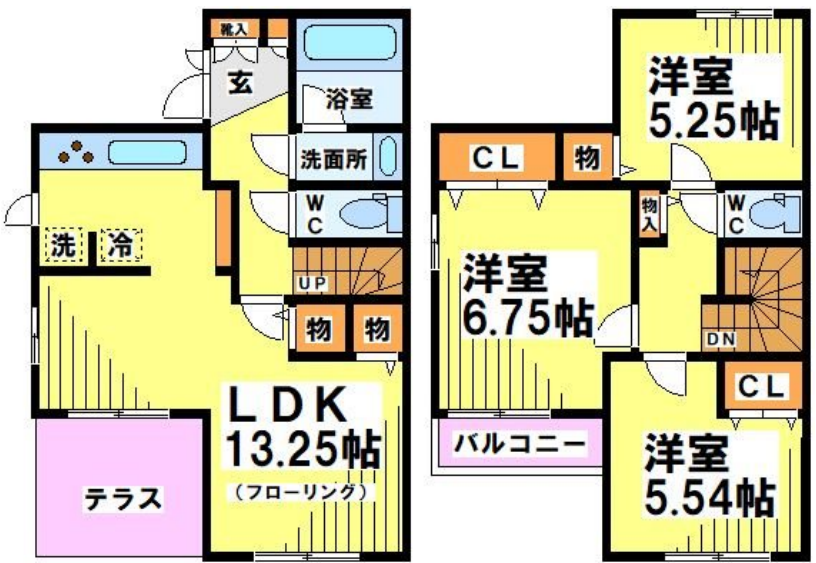 靴入
玄
浴室
洗面所
W
C
洗
冷
UP
物
物
LDK
13.25帖
(フローリング)
テラス
洋室
5.25帖
CL
物
物
入
W
C
洋室
6.75帖
DN
CL
バルコニー
洋室
5.54帖